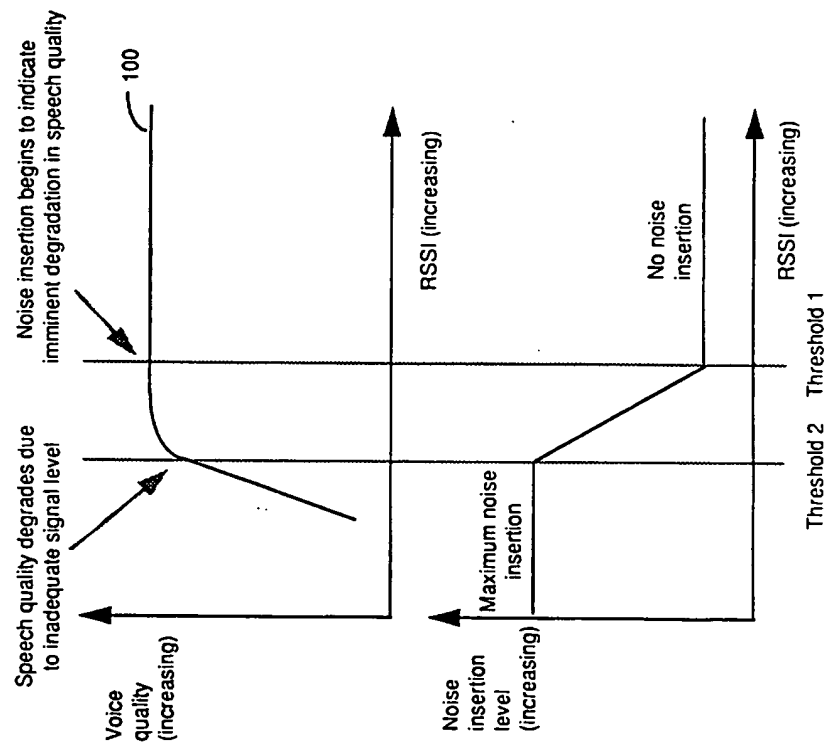 Speech quality degrades due
to inadequate signal level
Noise insertion begins to indicate
imminent degradation in speech quality
100
Voice
quality
(increasing)
RSSI (increasing)
Noise
insertion
level
(increasing)
Maximum noise
insertion
No noise
insertion
RSSI (increasing)
Threshold 2
Threshold 1